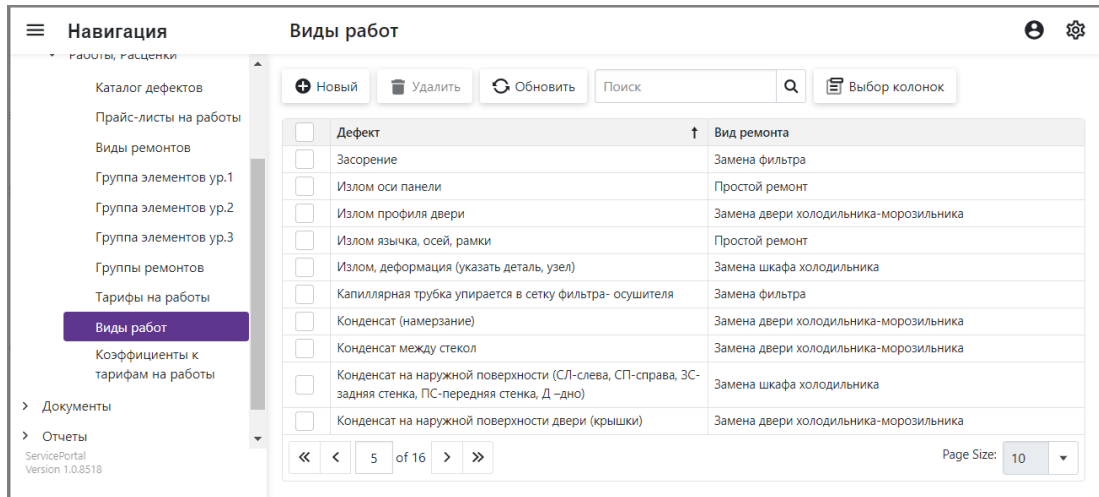 Навигация
Виды работ
Работы, Расценки
Каталог дефектов
Прайс-листы на работы
Виды ремонтов
Группа элементов ур.1
Группа элементов ур.2
Группа элементов ур.3
Группы ремонтов
Тарифы на работы
Виды работ
Коэффициенты к
тарифам на работы
Документы
Отчеты
ServicePortal
Version 1.0.8518
Новый Удалить Обновить Поиск Выбор колонок
Дефект Вид ремонта
Засорение Замена фильтра
Излом оси панели Простой ремонт
Излом профиля двери Замена двери холодильника-морозильника
Излом язычка, осей, рамки Простой ремонт
Излом, деформация (указать деталь, узел) Замена шкафа холодильника
Капиллярная трубка упирается в сетку фильтра- осушителя Замена фильтра
Конденсат (намерзание) Замена двери холодильника-морозильника
Конденсат между стекол Замена двери холодильника-морозильника
Конденсат на наружной поверхности (СЛ-слева, СП-справа, ЗС-
задняя стенка, ПС-передняя стенка, Д –дно) Замена шкафа холодильника
Конденсат на наружной поверхности двери (крышки) Замена двери холодильника-морозильника
5 of 16 Page Size: 10